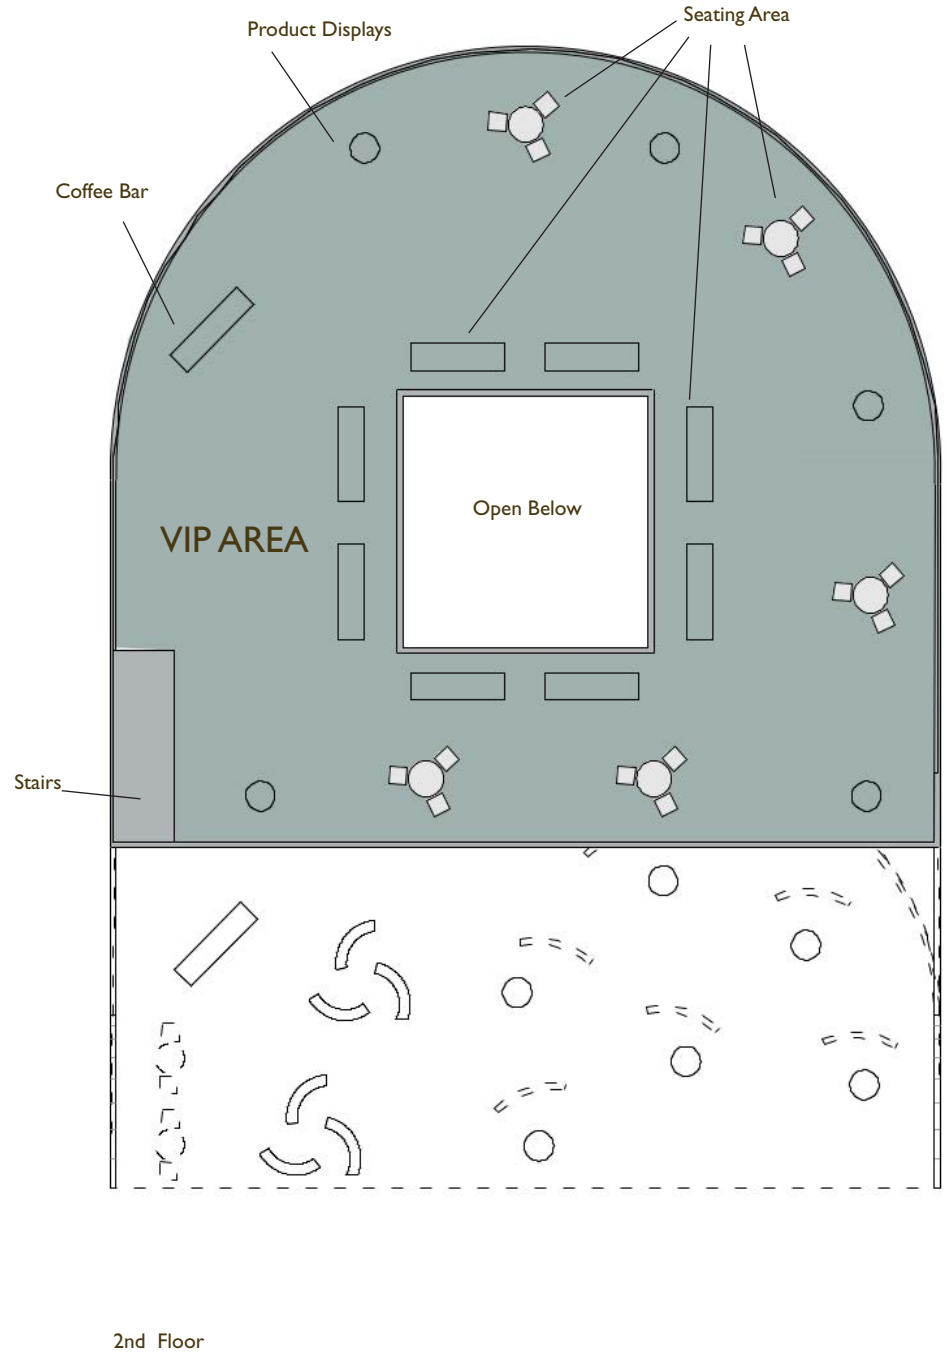 Seating Area
Product Displays
Coffee Bar
Open Below
VIP AREA
Stairs
2nd Floor